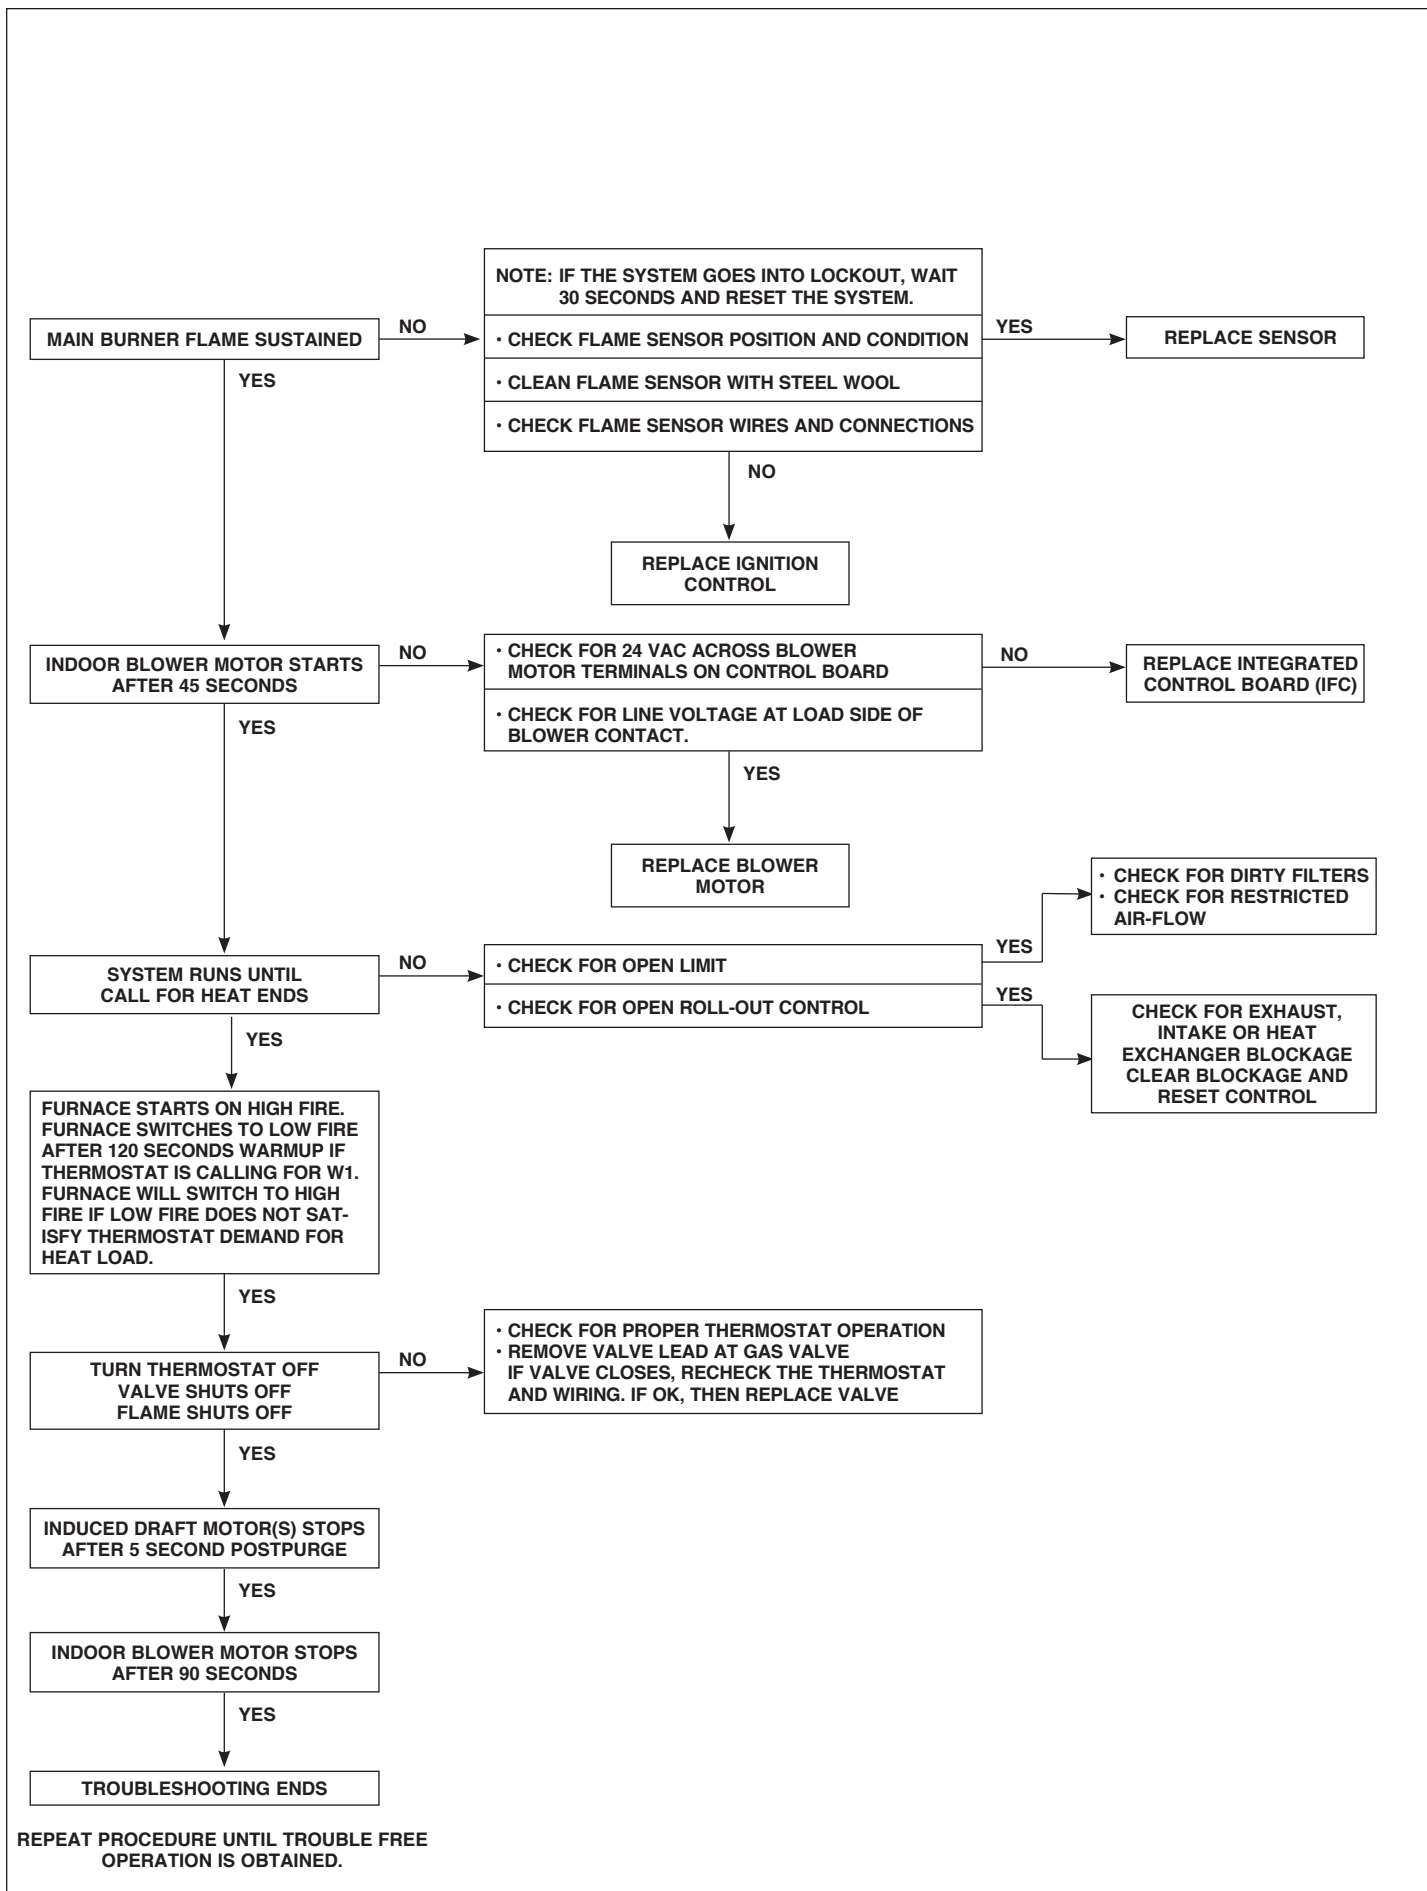 NOTE: IF THE SYSTEM GOES INTO LOCKOUT, WAIT
30 SECONDS AND RESET THE SYSTEM.
MAIN BURNER FLAME SUSTAINED
NO
• CHECK FLAME SENSOR POSITION AND CONDITION
YES
REPLACE SENSOR
YES
• CLEAN FLAME SENSOR WITH STEEL WOOL
• CHECK FLAME SENSOR WIRES AND CONNECTIONS
NO
REPLACE IGNITION
CONTROL
INDOOR BLOWER MOTOR STARTS
AFTER 45 SECONDS
NO
• CHECK FOR 24 VAC ACROSS BLOWER
MOTOR TERMINALS ON CONTROL BOARD
NO
REPLACE INTEGRATED
CONTROL BOARD (IFC)
YES
• CHECK FOR LINE VOLTAGE AT LOAD SIDE OF
BLOWER CONTACT.
YES
REPLACE BLOWER
MOTOR
SYSTEM RUNS UNTIL
CALL FOR HEAT ENDS
NO
• CHECK FOR OPEN LIMIT
YES
• CHECK FOR DIRTY FILTERS
• CHECK FOR RESTRICTED
AIR-FLOW
• CHECK FOR OPEN ROLL-OUT CONTROL
YES
CHECK FOR EXHAUST,
INTAKE OR HEAT
EXCHANGER BLOCKAGE
CLEAR BLOCKAGE AND
RESET CONTROL
YES
FURNACE STARTS ON HIGH FIRE.
FURNACE SWITCHES TO LOW FIRE
AFTER 120 SECONDS WARMUP IF
THERMOSTAT IS CALLING FOR W1.
FURNACE WILL SWITCH TO HIGH
FIRE IF LOW FIRE DOES NOT SAT-
ISFY THERMOSTAT DEMAND FOR
HEAT LOAD.
YES
TURN THERMOSTAT OFF
VALVE SHUTS OFF
FLAME SHUTS OFF
NO
• CHECK FOR PROPER THERMOSTAT OPERATION
• REMOVE VALVE LEAD AT GAS VALVE
IF VALVE CLOSES, RECHECK THE THERMOSTAT
AND WIRING. IF OK, THEN REPLACE VALVE
YES
INDUCED DRAFT MOTOR(S) STOPS
AFTER 5 SECOND POSTPURGE
YES
INDOOR BLOWER MOTOR STOPS
AFTER 90 SECONDS
YES
TROUBLESHOOTING ENDS
REPEAT PROCEDURE UNTIL TROUBLE FREE
OPERATION IS OBTAINED.